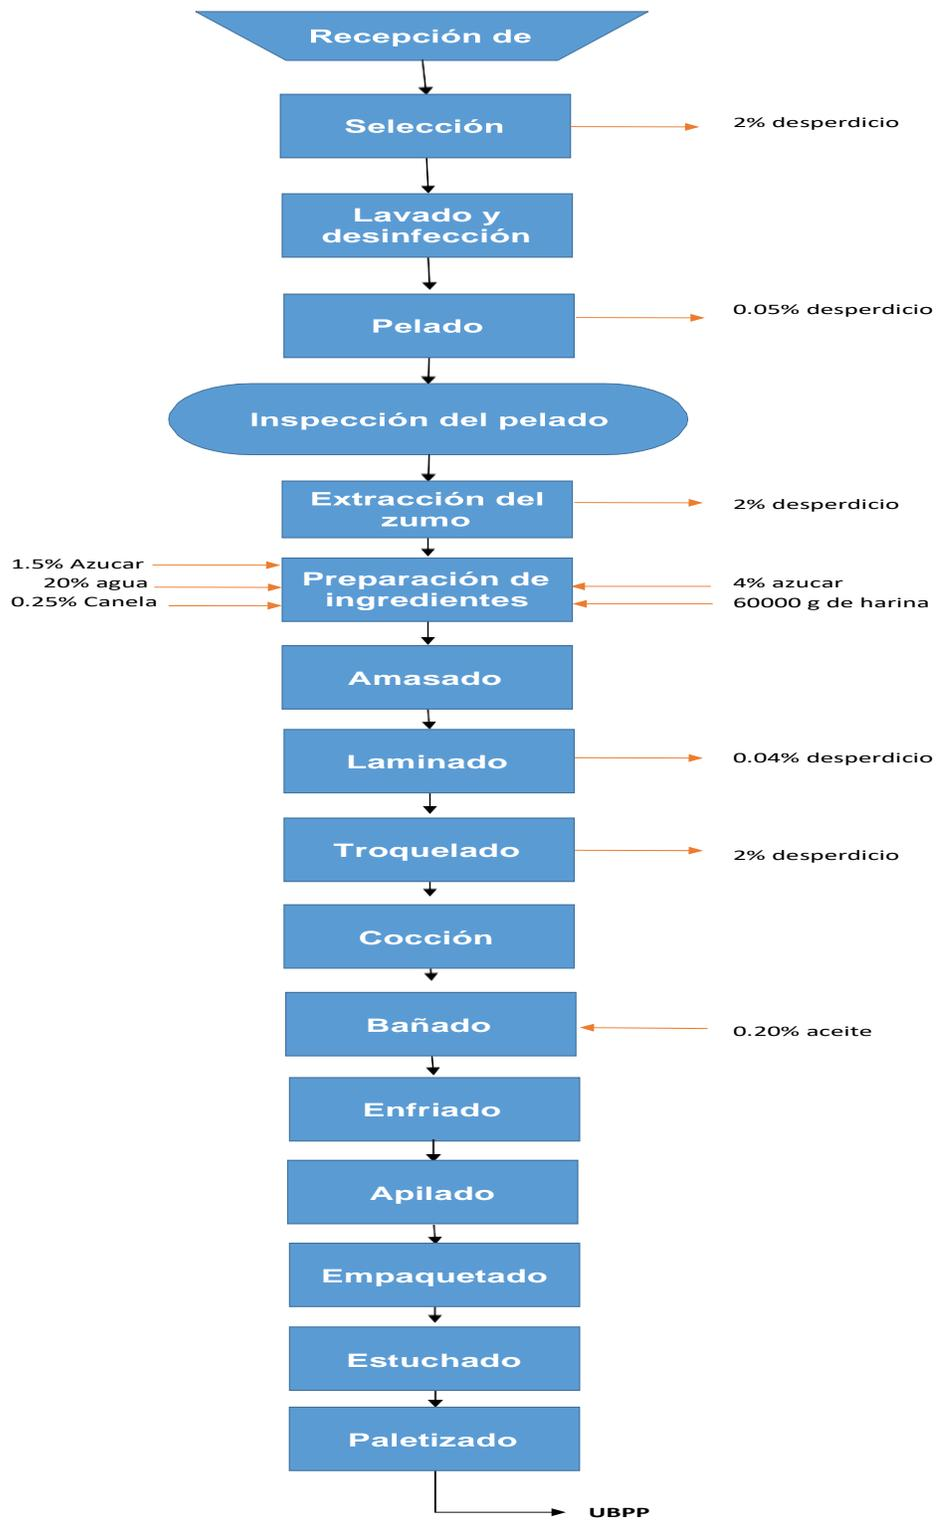 Recepción de
Selección
2% desperdicio
Lavado y
desinfección
Pelado
0.05% desperdicio
Inspección del pelado
Extracción del
zumo
2% desperdicio
1.5% Azucar
20% agua
0.25% Canela
Preparación de
ingredientes
4% azucar
60000 g de harina
Amasado
Laminado
0.04% desperdicio
Troquelado
2% desperdicio
Cocción
Bañado
0.20% aceite
Enfriado
Apilado
Empaquetado
Estuchado
Paletizado
UBPP